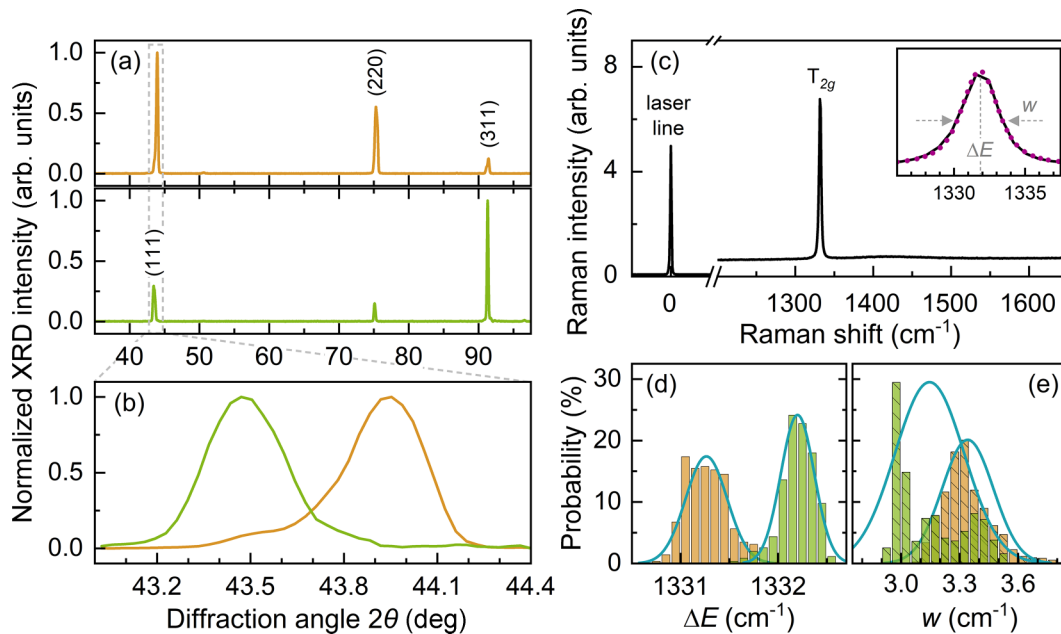 Normalized XRD intensity (arb. units)
(a)
1.0
0.5
0.0
(220)
(311)
1.0
0.5
0.0
(111)
40 50 60 70 80 90
(b)
1.0
0.5
0.0
43.2 43.5 43.8 44.1 44.4
Diffraction angle 2θ (deg)
(c)
Raman intensity (arb. units)
8
4
0
laser
line
T2g
w
ΔE
1330 1335
0 1300 1400 1500 1600
Raman shift (cm-1)
Probability (%)
30
20
10
0
(d)
1331 1332
ΔE (cm-1)
(e)
3.0 3.3 3.6
w (cm-1)